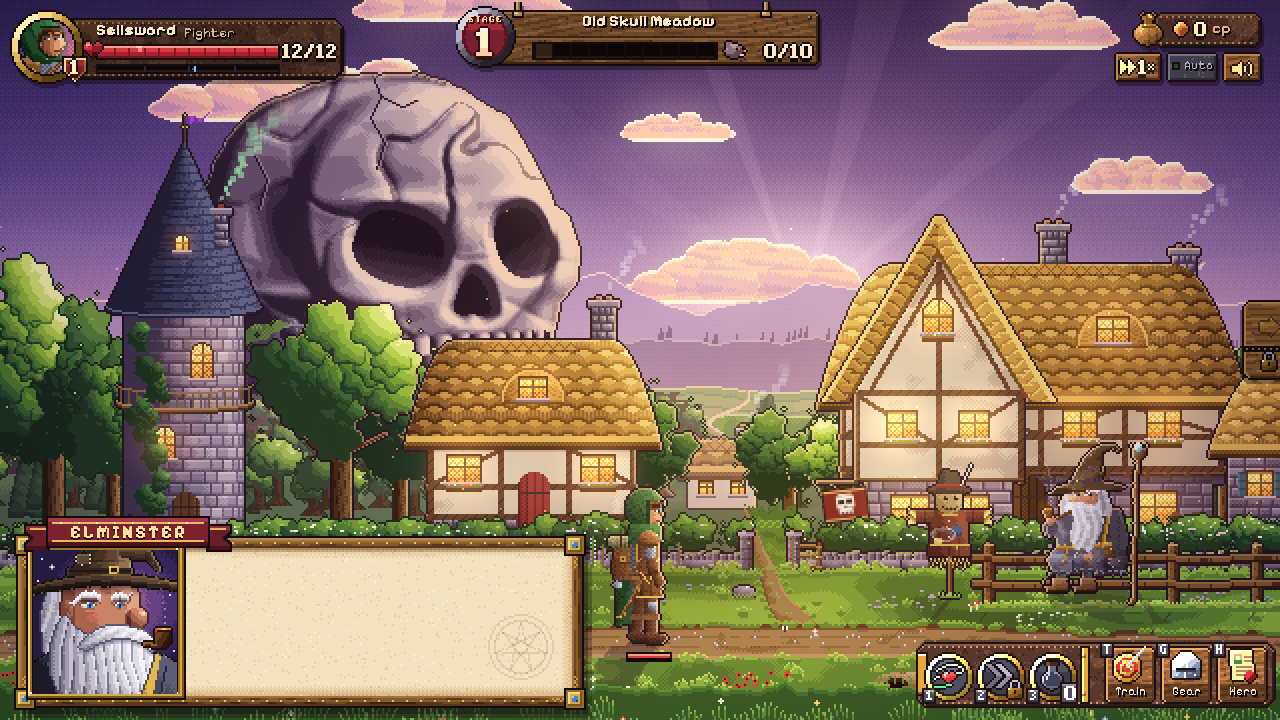 Sellsword Fighter
12/12
1
STAGE
1
Old Skull Meadow
0/10
0 cp
1x
Auto
ELMINSTER
1
2
3
0
T
Train
G
Gear
H
Hero